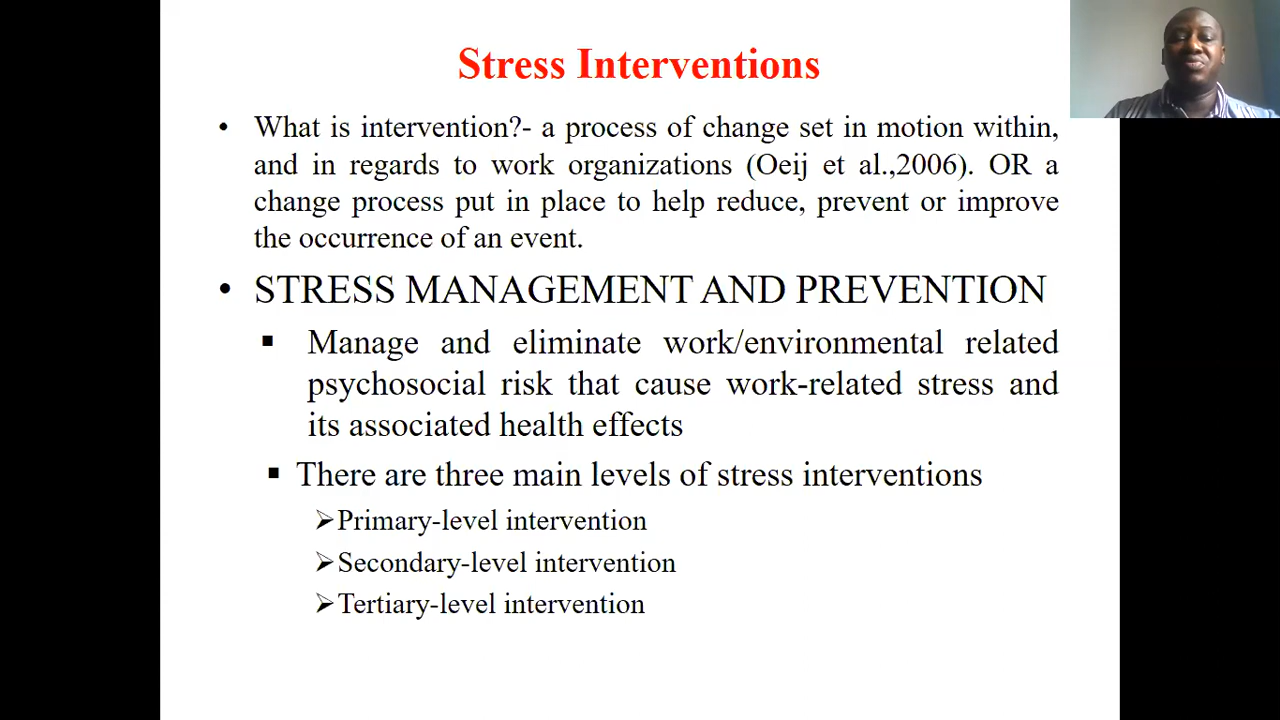 Stress Interventions
• What is intervention?- a process of change set in motion within,
and in regards to work organizations (Oeij et al.,2006). OR a
change process put in place to help reduce, prevent or improve
the occurrence of an event.
• STRESS MANAGEMENT AND PREVENTION
▪ Manage and eliminate work/environmental related
psychosocial risk that cause work-related stress and
its associated health effects
▪ There are three main levels of stress interventions
➢Primary-level intervention
➢Secondary-level intervention
➢Tertiary-level intervention